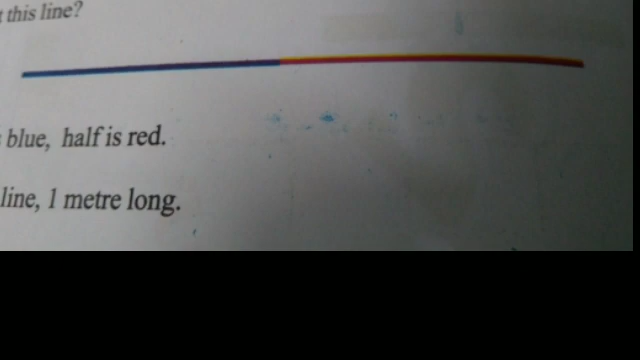 this line?
blue, half is red.
line, 1 metre long.